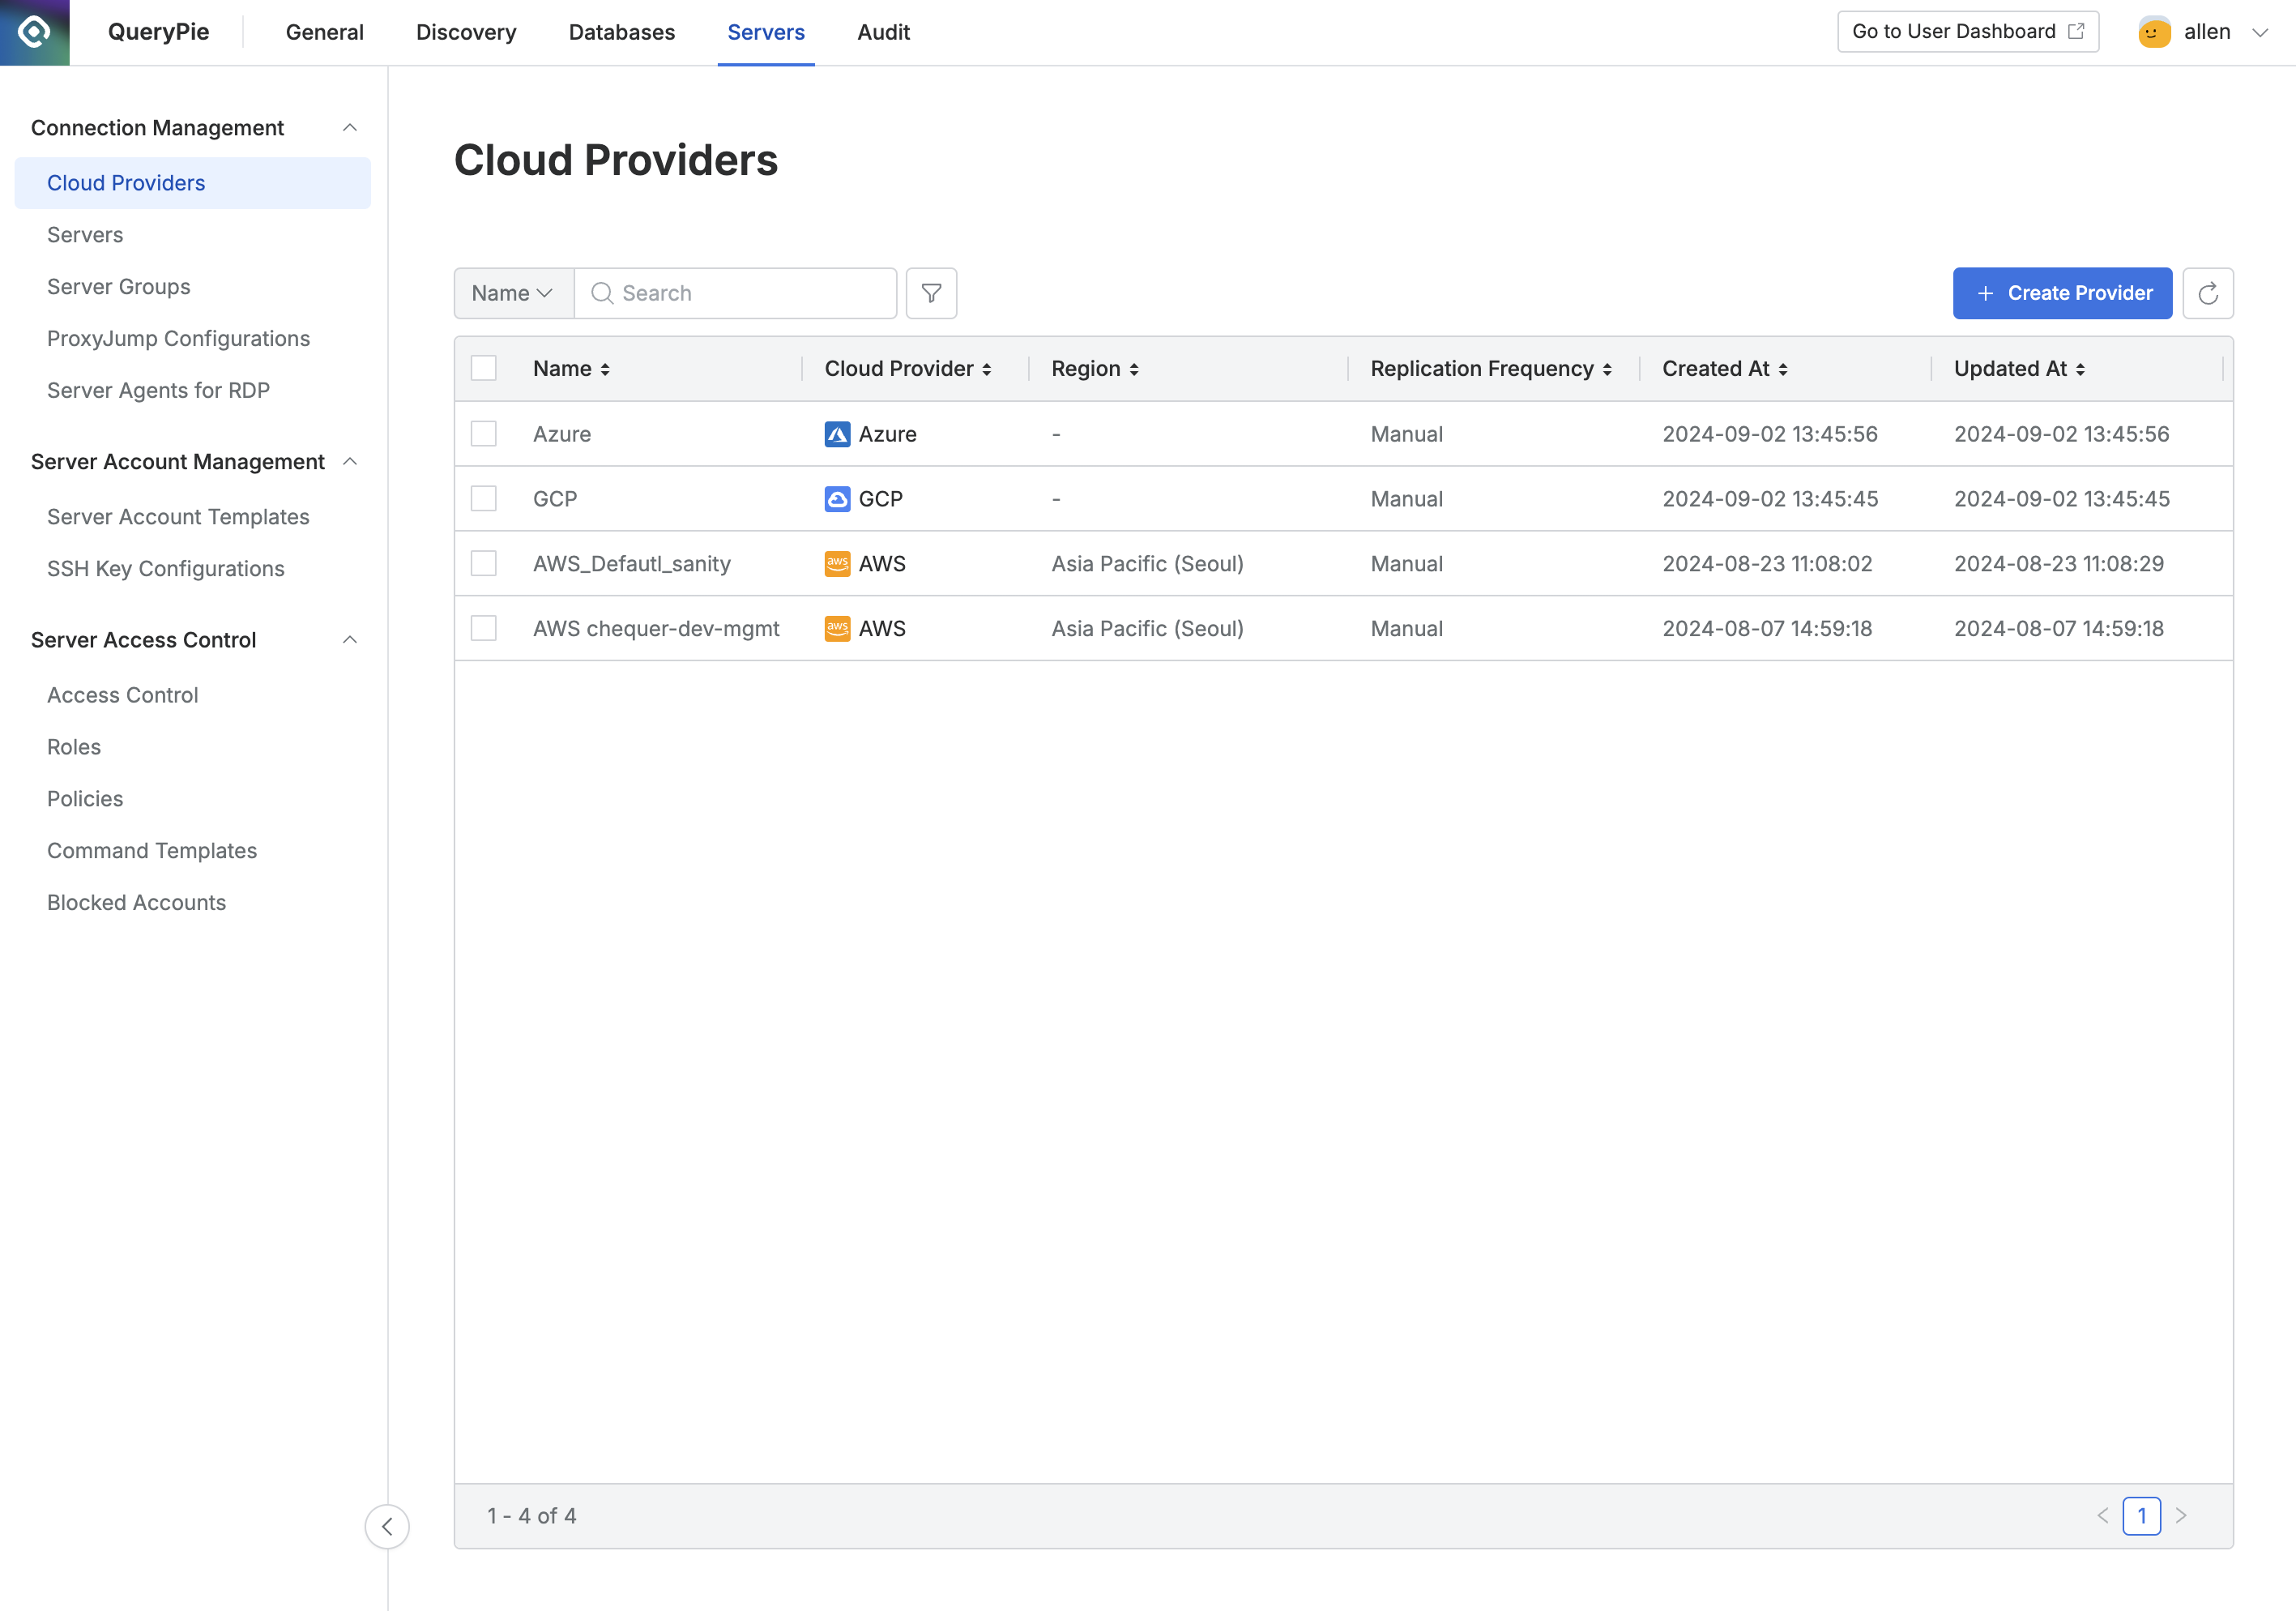 QueryPie General Discovery Databases Servers Audit Go to User Dashboard allen
Connection Management
Cloud Providers
Servers
Server Groups
ProxyJump Configurations
Server Agents for RDP
Server Account Management
Server Account Templates
SSH Key Configurations
Server Access Control
Access Control
Roles
Policies
Command Templates
Blocked Accounts
Cloud Providers
Name Search Create Provider
Name Cloud Provider Region Replication Frequency Created At Updated At
Azure Azure - Manual 2024-09-02 13:45:56 2024-09-02 13:45:56
GCP GCP - Manual 2024-09-02 13:45:45 2024-09-02 13:45:45
AWS_Defautl_sanity aws AWS Asia Pacific (Seoul) Manual 2024-08-23 11:08:02 2024-08-23 11:08:29
AWS chequer-dev-mgmt aws AWS Asia Pacific (Seoul) Manual 2024-08-07 14:59:18 2024-08-07 14:59:18
1 - 4 of 4 1